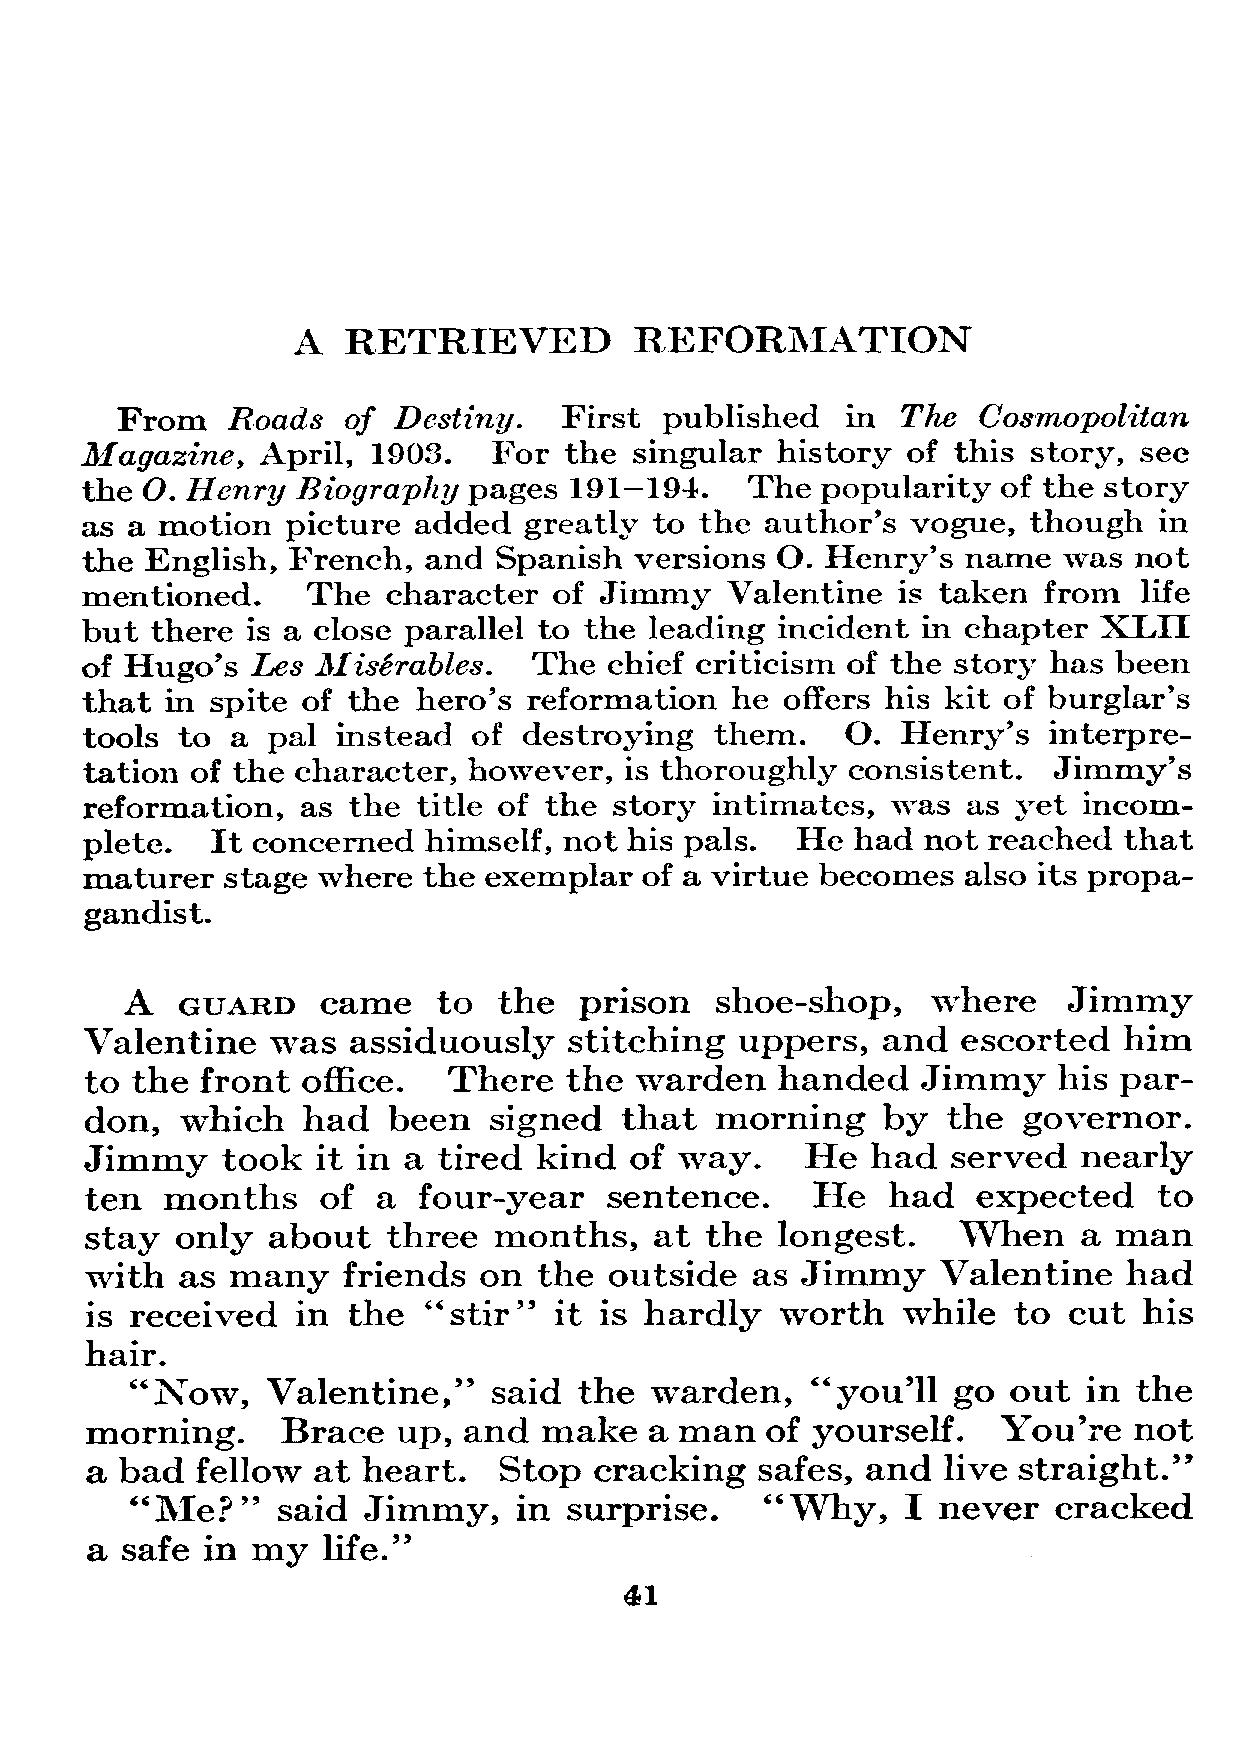 A RETRIEVED REFORMATION
From Roads of Destiny. First published in The Cosmopolitan
Magazine, April, 1903. For the singular history of this story, see
the O. Henry Biography pages 191–194. The popularity of the story
as a motion picture added greatly to the author's vogue, though in
the English, French, and Spanish versions O. Henry's name was not
mentioned. The character of Jimmy Valentine is taken from life
but there is a close parallel to the leading incident in chapter XLII
of Hugo's Les Misérables. The chief criticism of the story has been
that in spite of the hero's reformation he offers his kit of burglar's
tools to a pal instead of destroying them. O. Henry's interpre-
tation of the character, however, is thoroughly consistent. Jimmy's
reformation, as the title of the story intimates, was as yet incom-
plete. It concerned himself, not his pals. He had not reached that
maturer stage where the exemplar of a virtue becomes also its propa-
gandist.
A GUARD came to the prison shoe-shop, where Jimmy
Valentine was assiduously stitching uppers, and escorted him
to the front office. There the warden handed Jimmy his par-
don, which had been signed that morning by the governor.
Jimmy took it in a tired kind of way. He had served nearly
ten months of a four-year sentence. He had expected to
stay only about three months, at the longest. When a man
with as many friends on the outside as Jimmy Valentine had
is received in the “stir” it is hardly worth while to cut his
hair.
“Now, Valentine,” said the warden, “you'll go out in the
morning. Brace up, and make a man of yourself. You're not
a bad fellow at heart. Stop cracking safes, and live straight.”
“Me?” said Jimmy, in surprise. “Why, I never cracked
a safe in my life.”
41